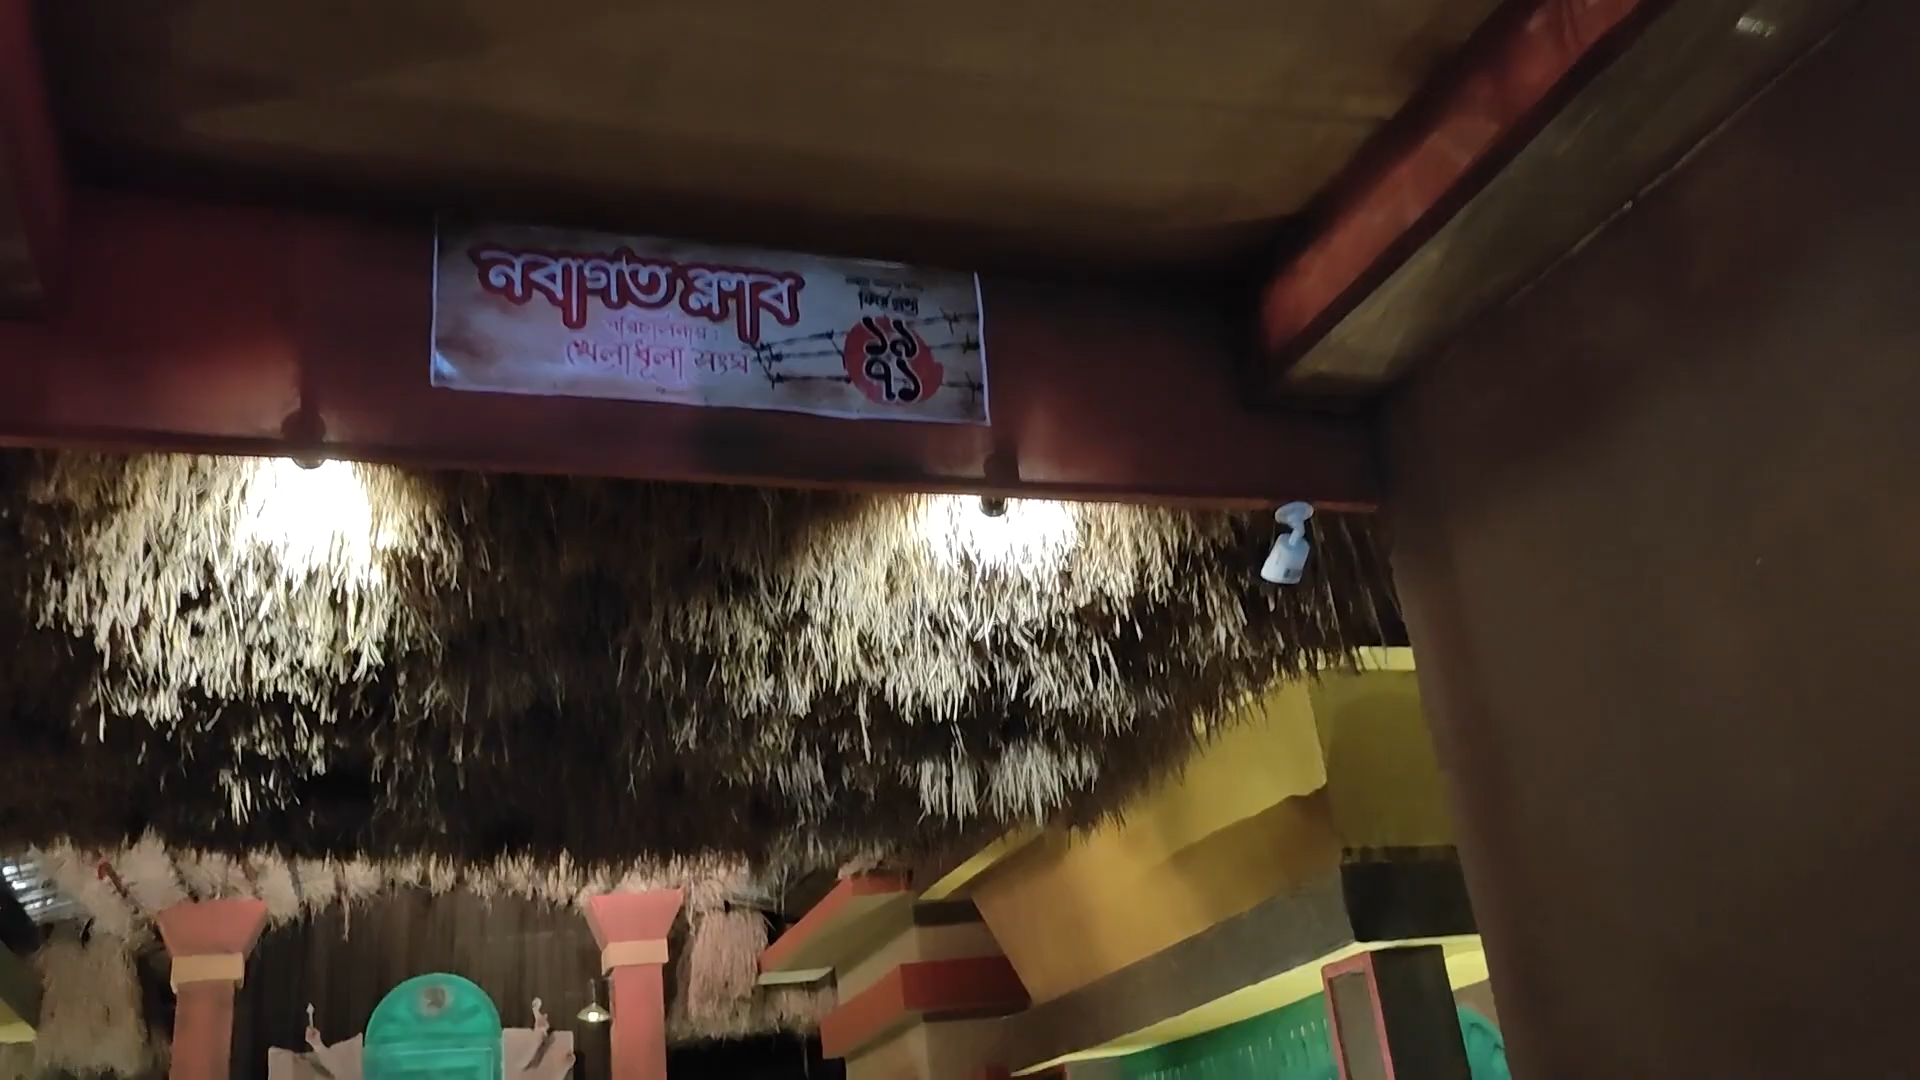 নবাগত ক্লাব
পরিচালনায় :
খেলাধূলা সংঘ
ফিরে দেখা
১৯
৭১